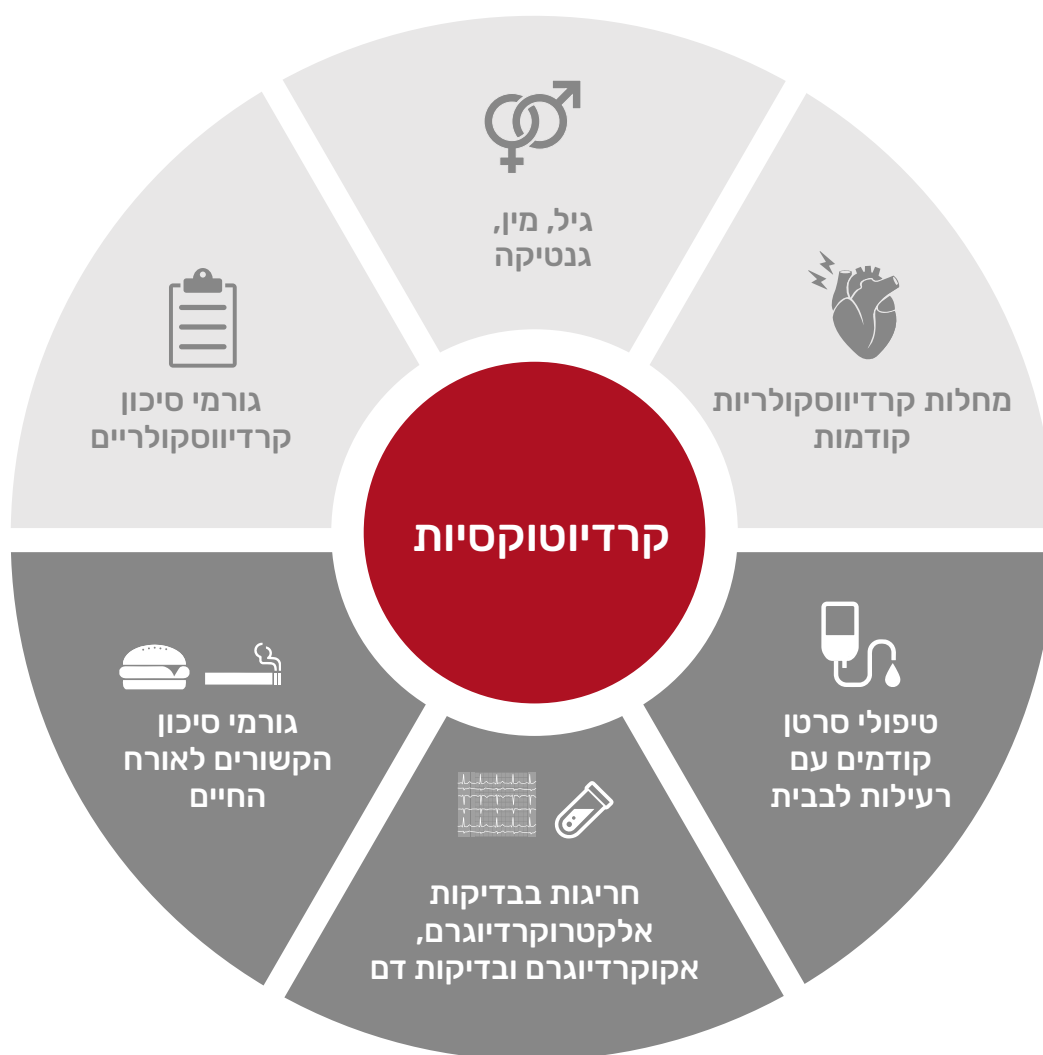 גיל, מין,
גנטיקה
מחלות קרדיווסקולריות
קודמות
גורמי סיכון
קרדיווסקולריים
קרדיוטוקסיות
טיפולי סרטן
קודמים עם
רעילות לבבית
גורמי סיכון
הקשורים לאורח
החיים
חריגות בבדיקות
אלקטרוקרדיוגרם,
אקוקרדיוגרם ובדיקות דם